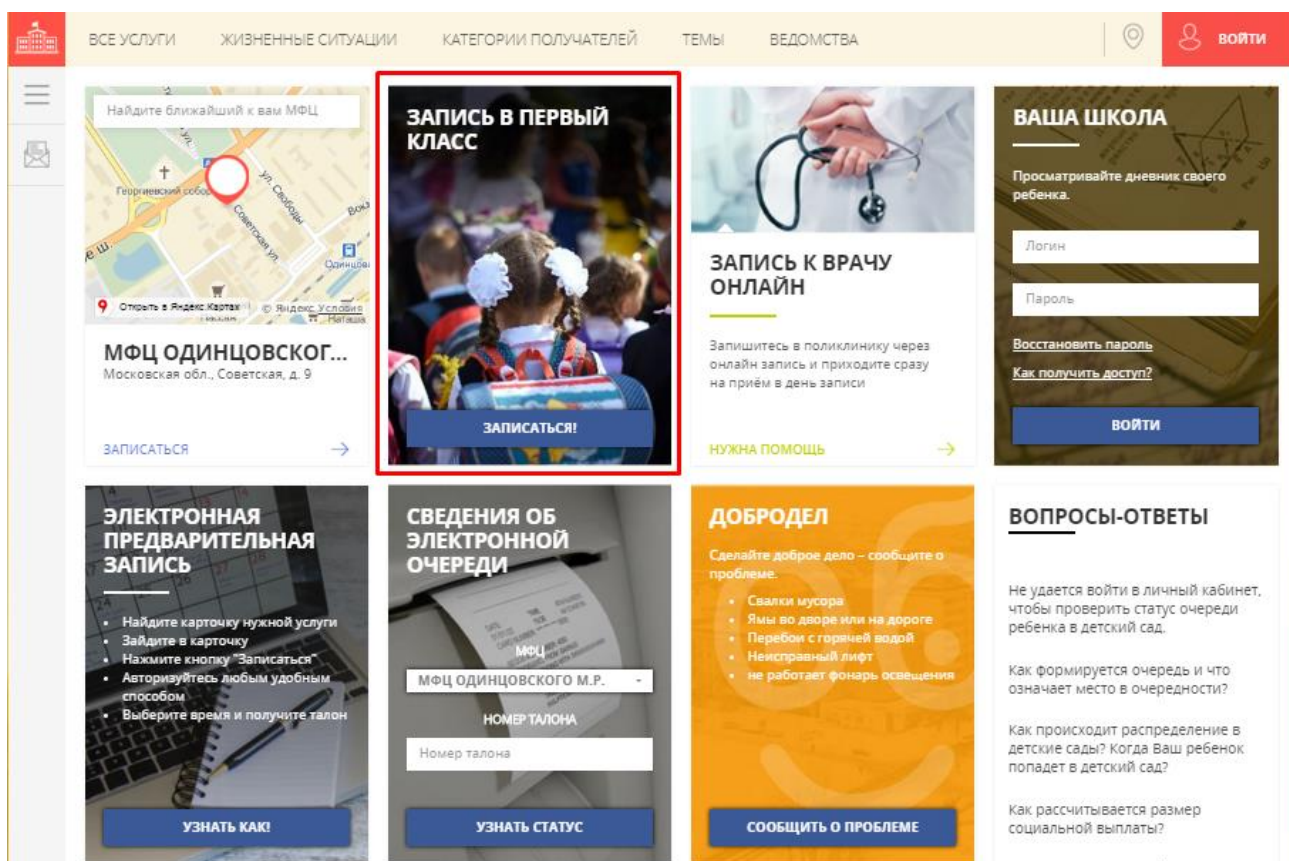 ВСЕ УСЛУГИ
ЖИЗНЕННЫЕ СИТУАЦИИ
КАТЕГОРИИ ПОЛУЧАТЕЛЕЙ
ТЕМЫ
ВЕДОМСТВА
ВОЙТИ
Найдите ближайший к вам МФЦ
Георгиевский собор
ул. Свободы
Советская ул.
Открыть в Яндекс.Картах
© Яндекс Условия
Наташа
МФЦ ОДИНЦОВСКОГ...
Московская обл., Советская, д. 9
ЗАПИСАТЬСЯ
ЗАПИСЬ В ПЕРВЫЙ
КЛАСС
ЗАПИСАТЬСЯ!
ЗАПИСЬ К ВРАЧУ
ОНЛАЙН
Запишитесь в поликлинику через
онлайн запись и приходите сразу
на приём в день записи
НУЖНА ПОМОЩЬ
ВАША ШКОЛА
Просматривайте дневник своего
ребенка.
Логин
Пароль
Восстановить пароль
Как получить доступ?
ВОЙТИ
ЭЛЕКТРОННАЯ
ПРЕДВАРИТЕЛЬНАЯ
ЗАПИСЬ
• Найдите карточку нужной услуги
• Зайдите в карточку
• Нажмите кнопку "Записаться"
• Авторизуйтесь любым удобным
способом
• Выберите время и получите талон
УЗНАТЬ КАК!
СВЕДЕНИЯ ОБ
ЭЛЕКТРОННОЙ
ОЧЕРЕДИ
МФЦ
МФЦ ОДИНЦОВСКОГО М.Р.
НОМЕР ТАЛОНА
Номер талона
УЗНАТЬ СТАТУС
ДОБРОДЕЛ
Сделайте доброе дело – сообщите о
проблеме.
• Свалки мусора
• Ямы во дворе или на дороге
• Перебои с горячей водой
• Неисправный лифт
• не работает фонарь освещения
СООБЩИТЬ О ПРОБЛЕМЕ
ВОПРОСЫ-ОТВЕТЫ
Не удается войти в личный кабинет,
чтобы проверить статус очереди
ребенка в детский сад.
Как формируется очередь и что
означает место в очередности?
Как происходит распределение в
детские сады? Когда Ваш ребенок
попадет в детский сад?
Как рассчитывается размер
социальной выплаты?